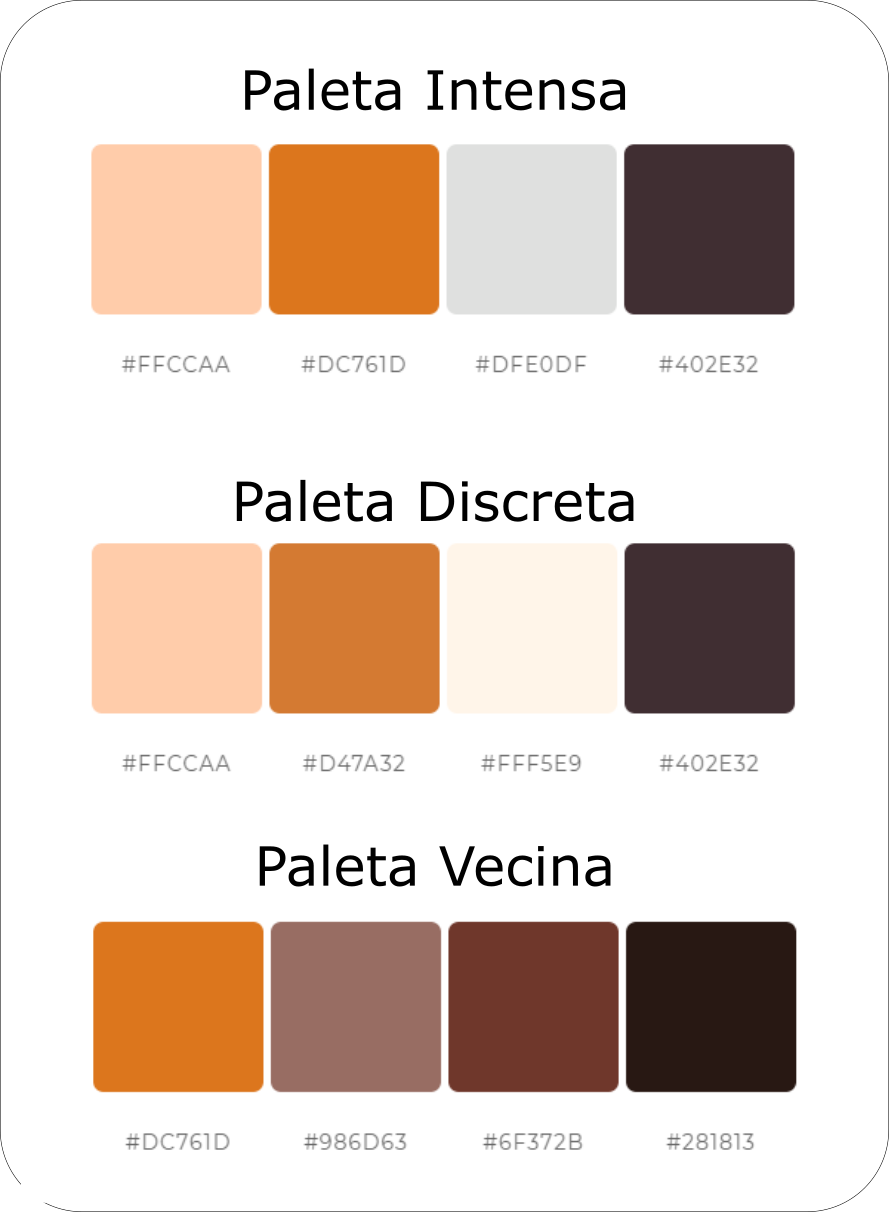 Paleta Intensa
#FFCCAA #DC761D #DFE0DF #402E32
Paleta Discreta
#FFCCAA #D47A32 #FFF5E9 #402E32
Paleta Vecina
#DC761D #986D63 #6F372B #281813